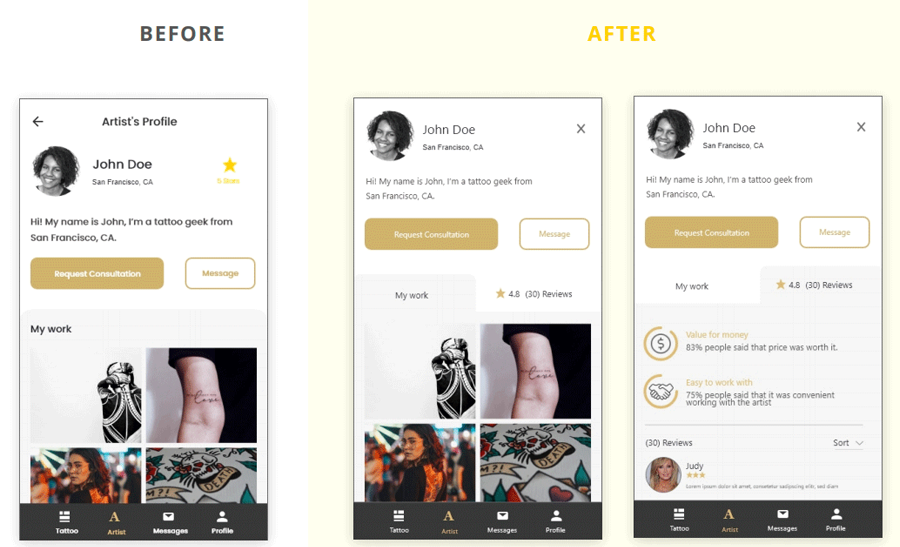 BEFORE
AFTER
Artist's Profile
John Doe
San Francisco, CA
5 Stars
Hi! My name is John, I'm a tattoo geek from
San Francisco, CA.
Request Consultation
Message
My work
Tattoo
A
Artist
Messages
Profile
John Doe
X
San Francisco, CA
Hi! My name is John, I'm a tattoo geek from
San Francisco, CA.
Request Consultation
Message
My work
4.8 (30) Reviews
love
DEATH
Tattoo
A
Artist
Messages
Profile
John Doe
X
San Francisco, CA
Hi! My name is John, I'm a tattoo geek from
San Francisco, CA.
Request Consultation
Message
My work
4.8 (30) Reviews
$
Value for money
83% people said that price was worth it.
Easy to work with
75% people said that it was convenient
working with the artist
(30) Reviews
Sort
Judy
Lorem ipsum dolor sit amet, consetetur sadipscing elitr, sed diam
Tattoo
A
Artist
Messages
Profile